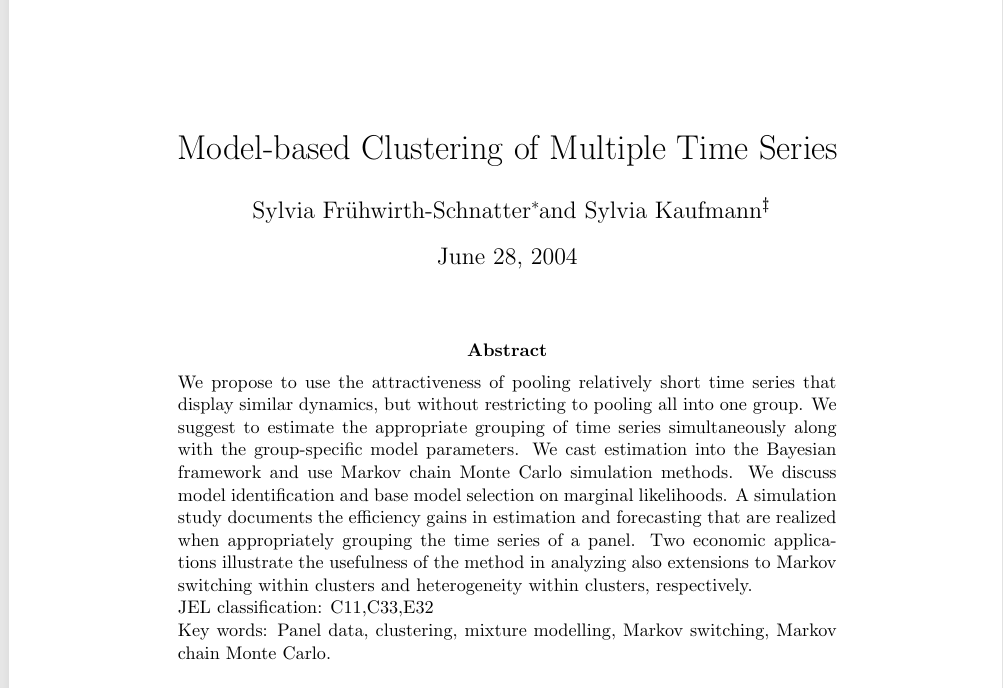 Model-based Clustering of Multiple Time Series
Sylvia Frühwirth-Schnatter*and Sylvia Kaufmann‡
June 28, 2004
Abstract
We propose to use the attractiveness of pooling relatively short time series that
display similar dynamics, but without restricting to pooling all into one group. We
suggest to estimate the appropriate grouping of time series simultaneously along
with the group-specific model parameters. We cast estimation into the Bayesian
framework and use Markov chain Monte Carlo simulation methods. We discuss
model identification and base model selection on marginal likelihoods. A simulation
study documents the efficiency gains in estimation and forecasting that are realized
when appropriately grouping the time series of a panel. Two economic applica-
tions illustrate the usefulness of the method in analyzing also extensions to Markov
switching within clusters and heterogeneity within clusters, respectively.
JEL classification: C11,C33,E32
Key words: Panel data, clustering, mixture modelling, Markov switching, Markov
chain Monte Carlo.